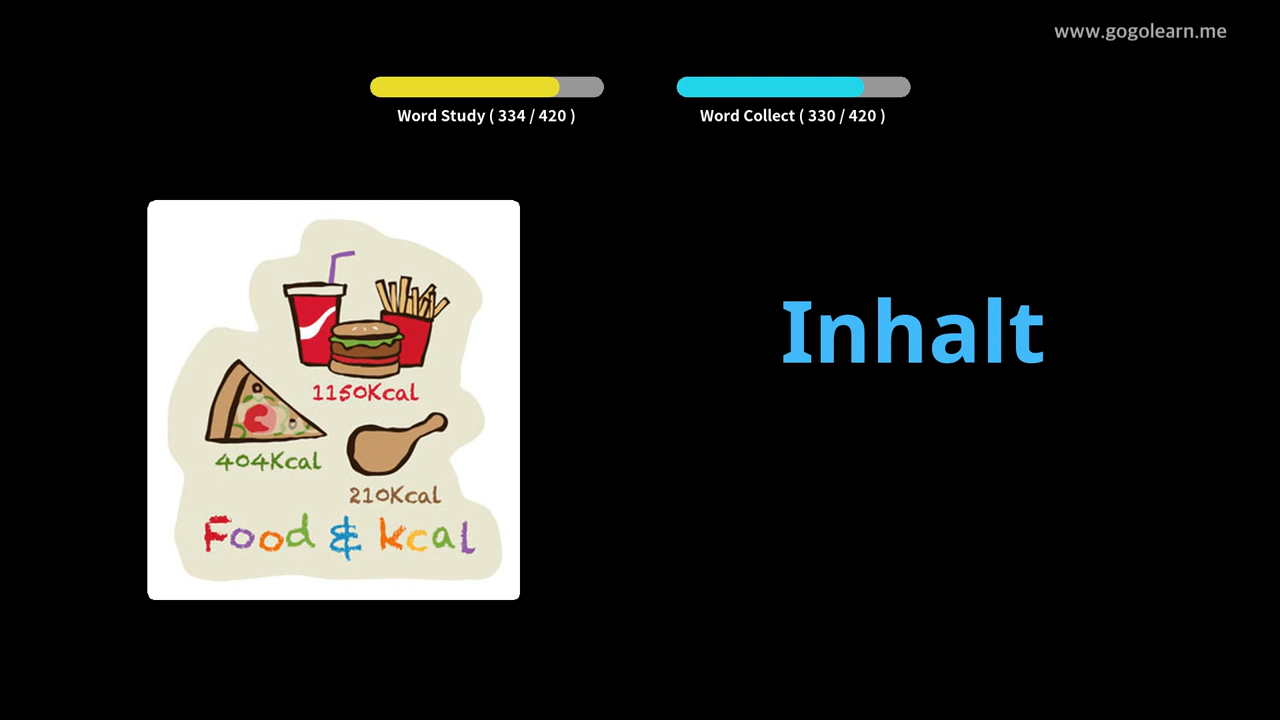 www.gogolearn.me
Word Study ( 334 / 420 )
Word Collect ( 330 / 420 )
Inhalt
1150Kcal
404Kcal
210Kcal
Food & kcal